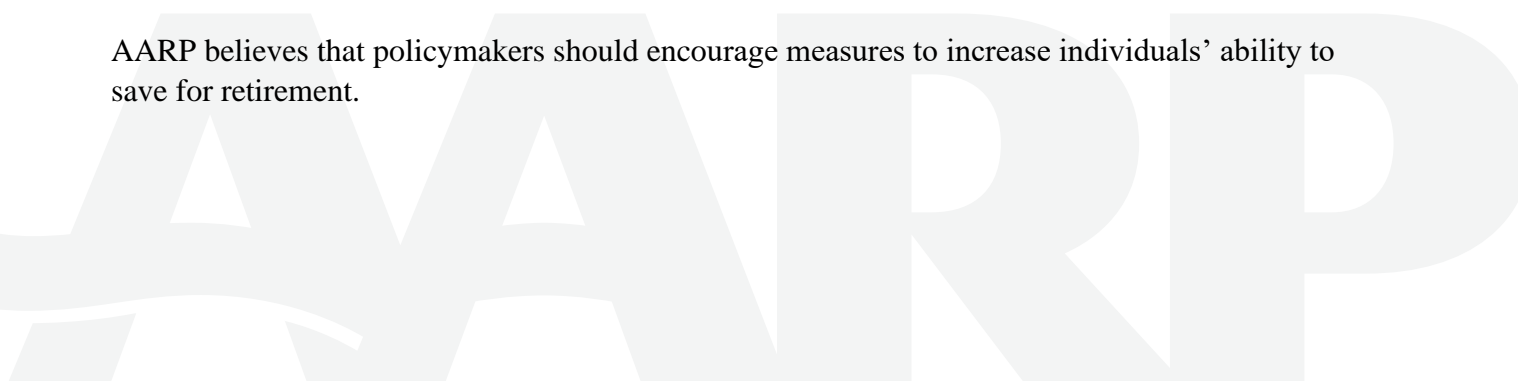 AARP believes that policymakers should encourage measures to increase individuals’ ability to
save for retirement.
AARP